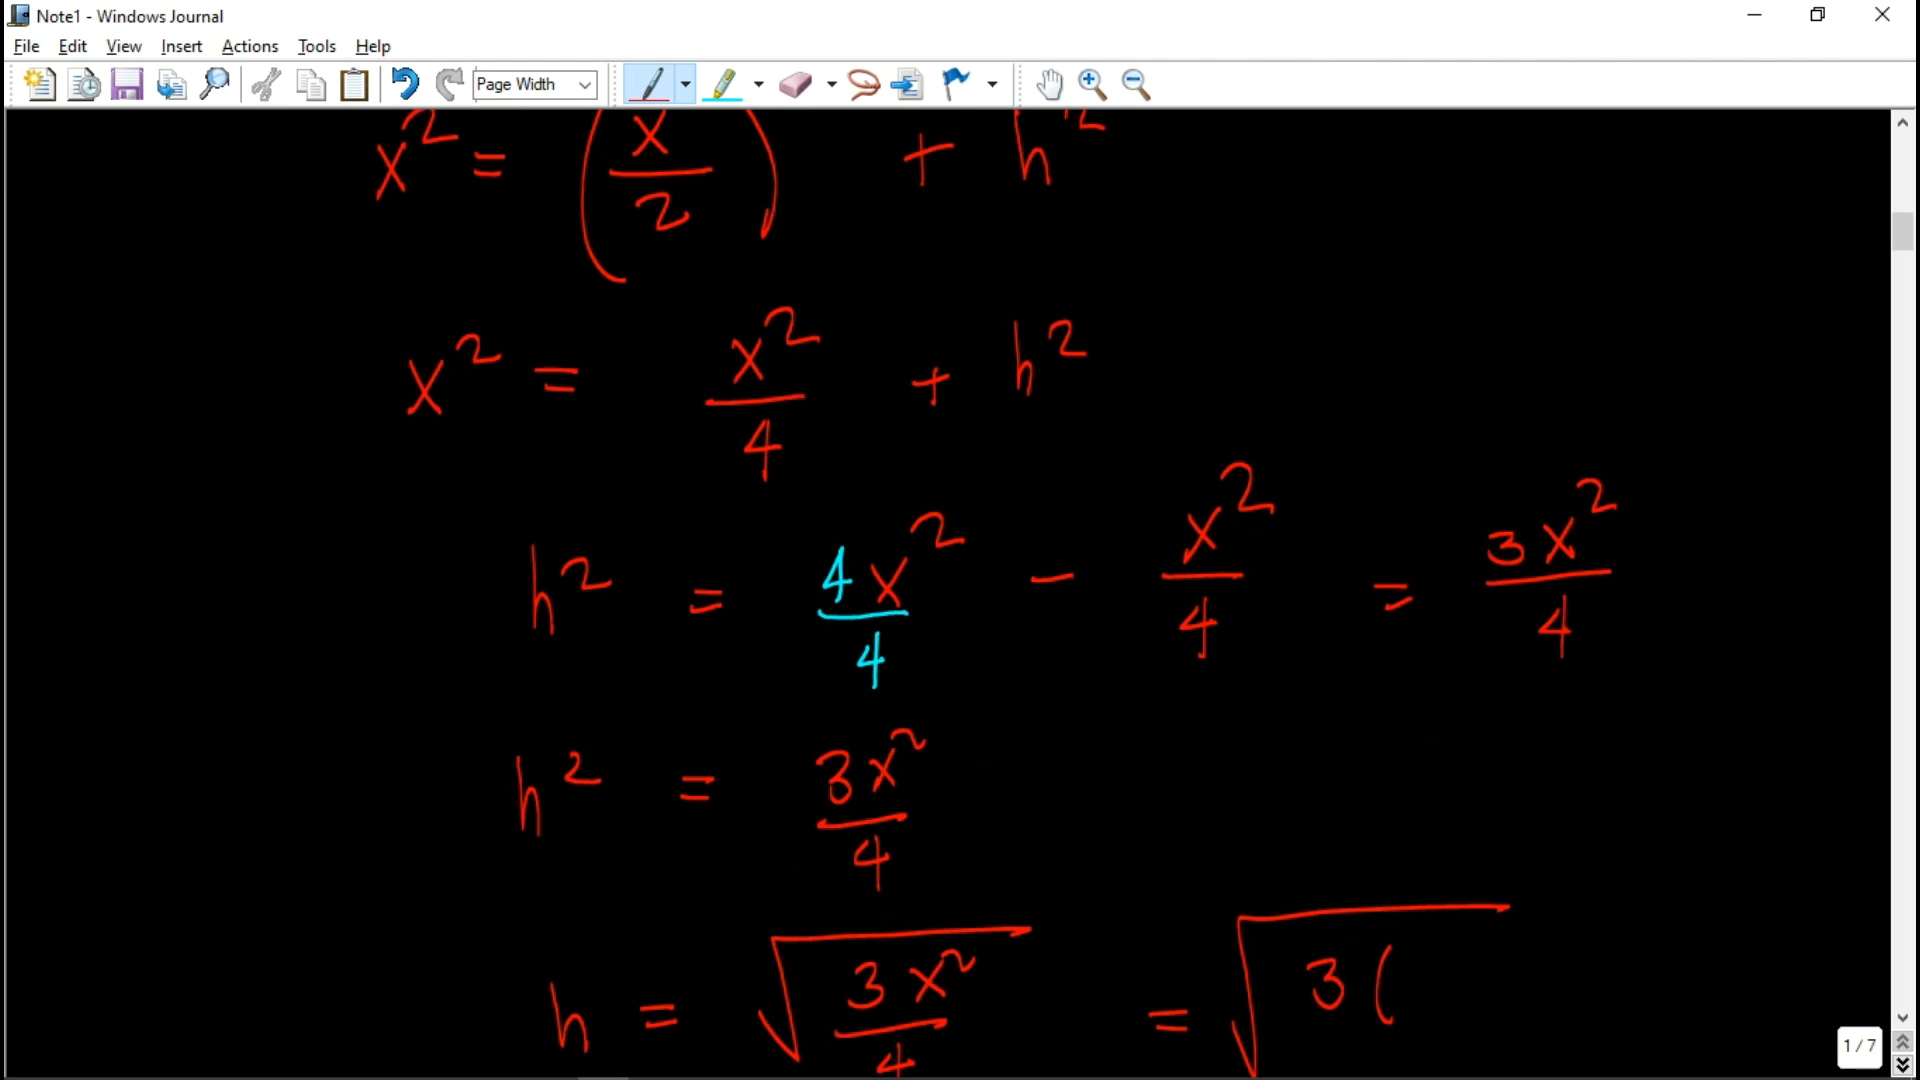 Note1 - Windows Journal
File Edit View Insert Actions Tools Help
Page Width
x² = (x/2) + h²
x² = x²/4 + h²
h² = 4x²/4 - x²/4 = 3x²/4
h² = 3x²/4
h = √(3x²/4) = √3(
1 / 7